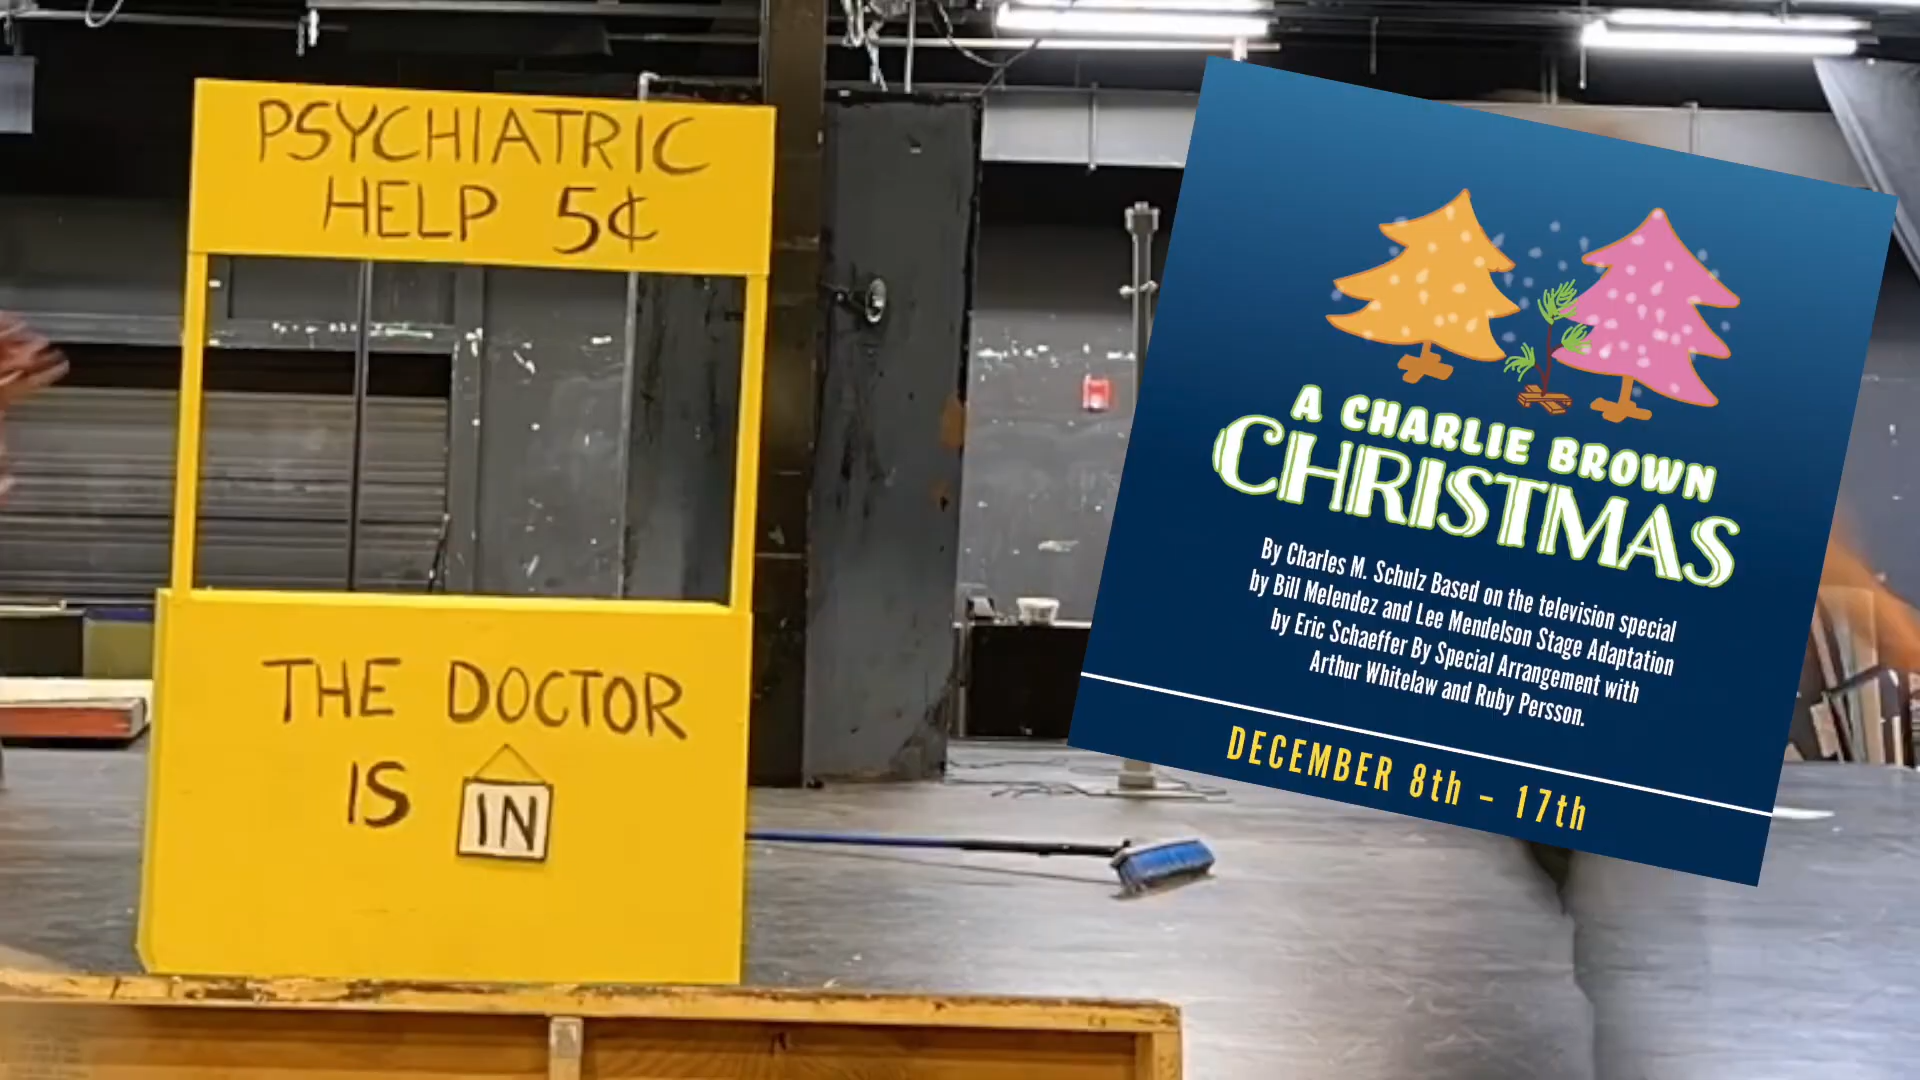 PSYCHIATRIC
HELP 5¢
THE DOCTOR
IS IN
A CHARLIE BROWN
CHRISTMAS
By Charles M. Schulz Based on the television special
by Bill Melendez and Lee Mendelson Stage Adaptation
by Eric Schaeffer By Special Arrangement with
Arthur Whitelaw and Ruby Persson.
DECEMBER 8th – 17th